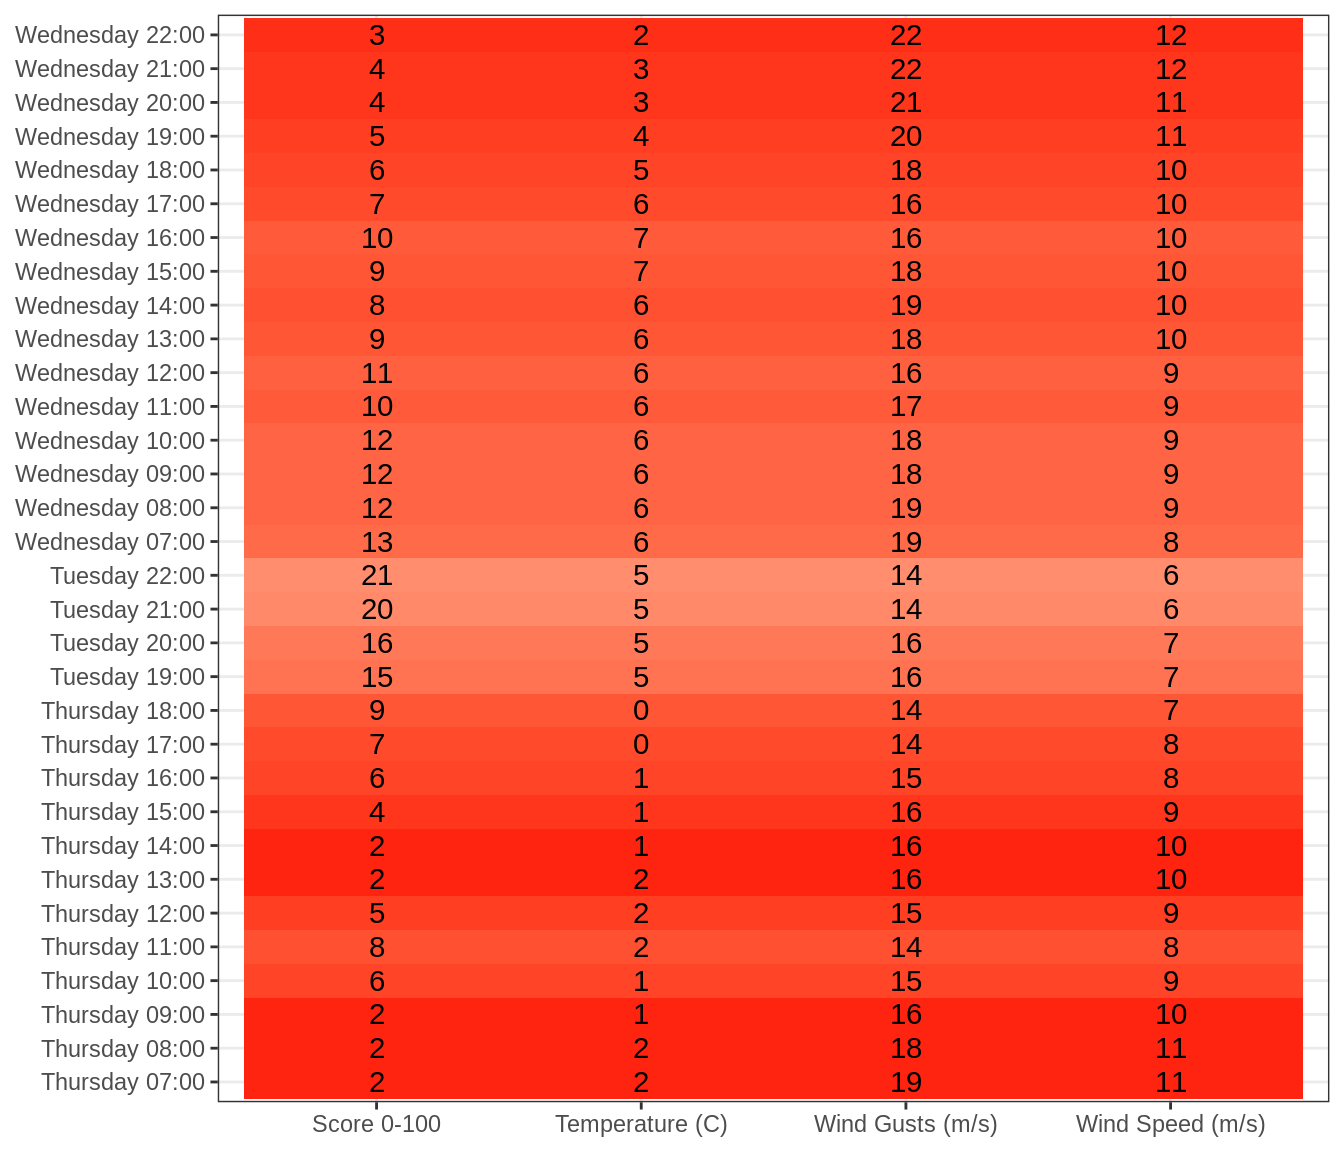 Wednesday 22:00 3 2 22 12
Wednesday 21:00 4 3 22 12
Wednesday 20:00 4 3 21 11
Wednesday 19:00 5 4 20 11
Wednesday 18:00 6 5 18 10
Wednesday 17:00 7 6 16 10
Wednesday 16:00 10 7 16 10
Wednesday 15:00 9 7 18 10
Wednesday 14:00 8 6 19 10
Wednesday 13:00 9 6 18 10
Wednesday 12:00 11 6 16 9
Wednesday 11:00 10 6 17 9
Wednesday 10:00 12 6 18 9
Wednesday 09:00 12 6 18 9
Wednesday 08:00 12 6 19 9
Wednesday 07:00 13 6 19 8
Tuesday 22:00 21 5 14 6
Tuesday 21:00 20 5 14 6
Tuesday 20:00 16 5 16 7
Tuesday 19:00 15 5 16 7
Thursday 18:00 9 0 14 7
Thursday 17:00 7 0 14 8
Thursday 16:00 6 1 15 8
Thursday 15:00 4 1 16 9
Thursday 14:00 2 1 16 10
Thursday 13:00 2 2 16 10
Thursday 12:00 5 2 15 9
Thursday 11:00 8 2 14 8
Thursday 10:00 6 1 15 9
Thursday 09:00 2 1 16 10
Thursday 08:00 2 2 18 11
Thursday 07:00 2 2 19 11
Score 0-100 Temperature (C) Wind Gusts (m/s) Wind Speed (m/s)